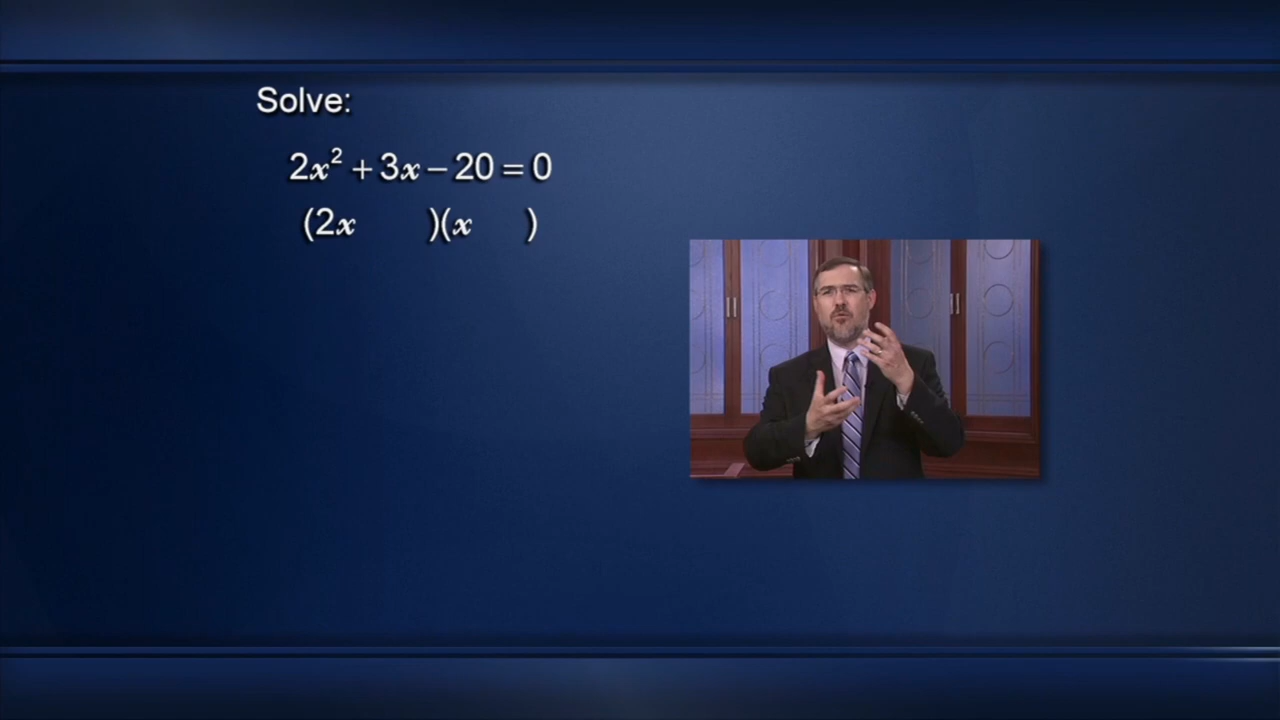 Solve:
2x² + 3x − 20 = 0
(2x      )(x      )